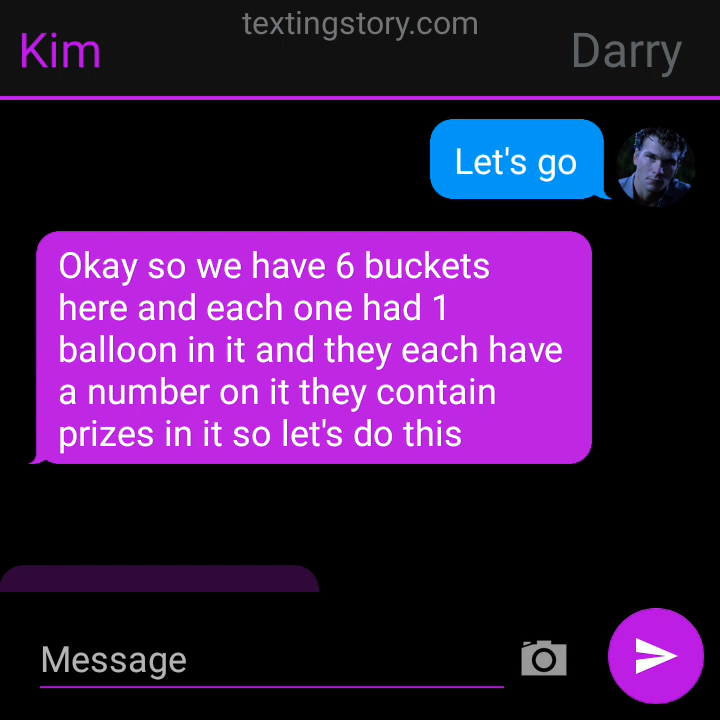 textingstory.com
Kim
Darry
Let's go
Okay so we have 6 buckets
here and each one had 1
balloon in it and they each have
a number on it they contain
prizes in it so let's do this
Message